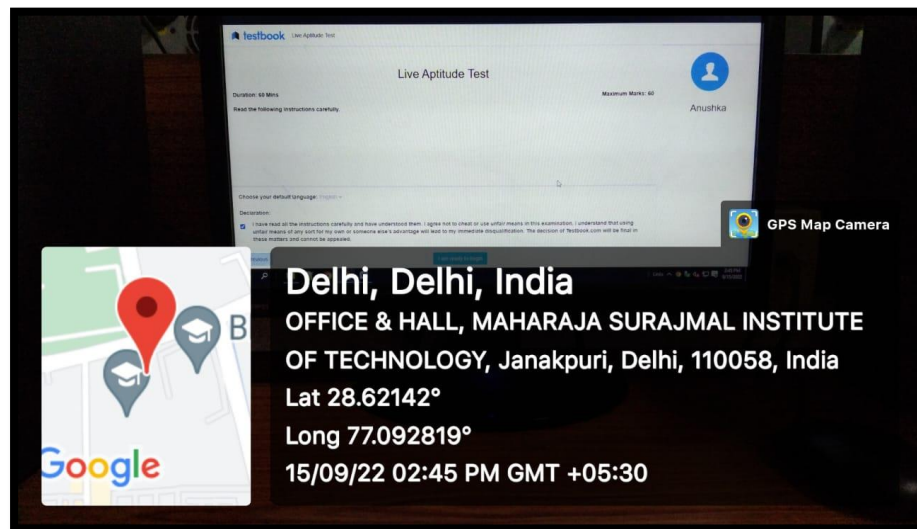 testbook Live Aptitude Test
Live Aptitude Test
Duration: 60 Mins
Maximum Marks: 60
Read the following instructions carefully.
Anushka
Choose your default language: English
Declaration:
I have read all the instructions carefully and have understood them. I agree not to cheat or use unfair means in this examination. I understand that using
unfair means of any sort for my own or someone else's advantage will lead to my immediate disqualification. The decision of Testbook.com will be final in
these matters and cannot be appealed.
I am ready to begin
GPS Map Camera
B
Google
Delhi, Delhi, India
OFFICE & HALL, MAHARAJA SURAJMAL INSTITUTE
OF TECHNOLOGY, Janakpuri, Delhi, 110058, India
Lat 28.62142°
Long 77.092819°
15/09/22 02:45 PM GMT +05:30